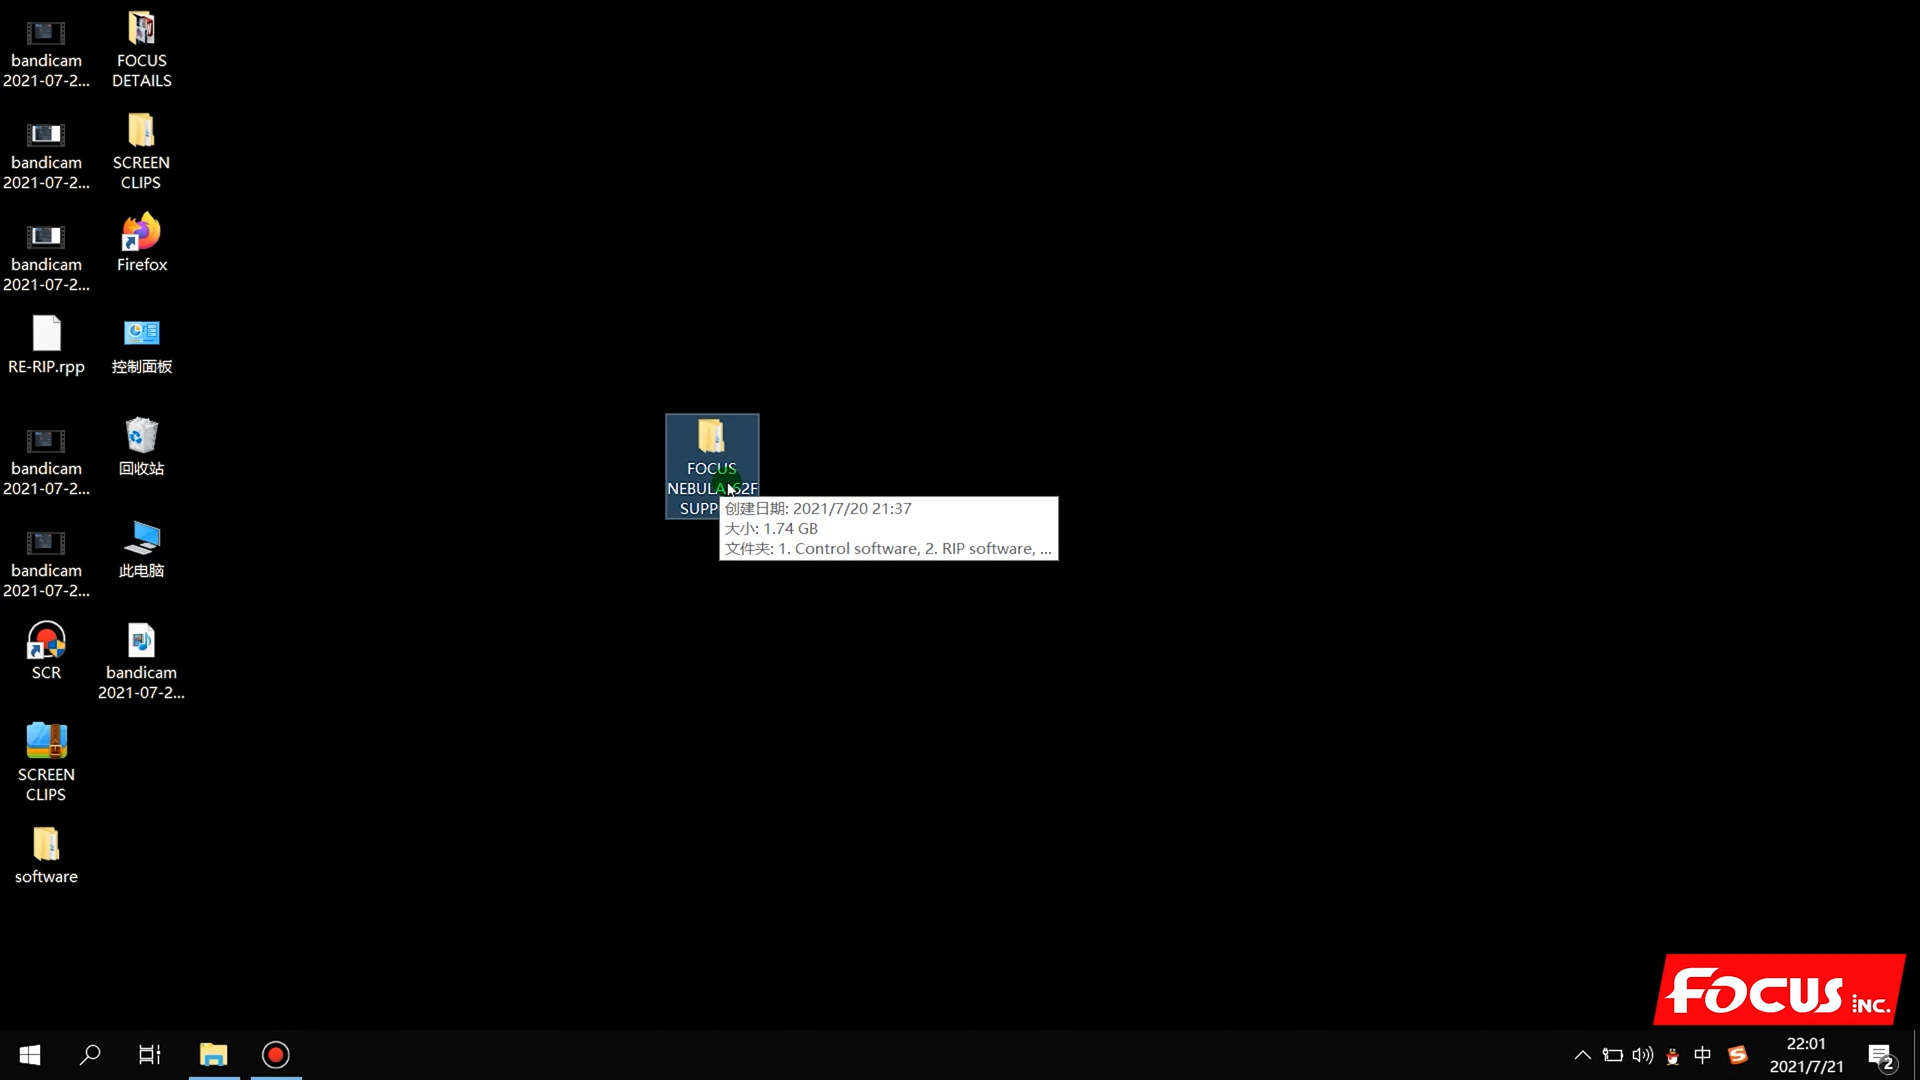 bandicam
2021-07-2...
FOCUS
DETAILS
bandicam
2021-07-2...
SCREEN
CLIPS
bandicam
2021-07-2...
Firefox
RE-RIP.rpp
控制面板
bandicam
2021-07-2...
回收站
bandicam
2021-07-2...
此电脑
SCR
bandicam
2021-07-2...
SCREEN
CLIPS
software
FOCUS
SUPP
创建日期: 2021/7/20 21:37
大小: 1.74 GB
文件夹: 1. Control software, 2. RIP software, ...
FOCUS INC.
中
22:01
2021/7/21
2